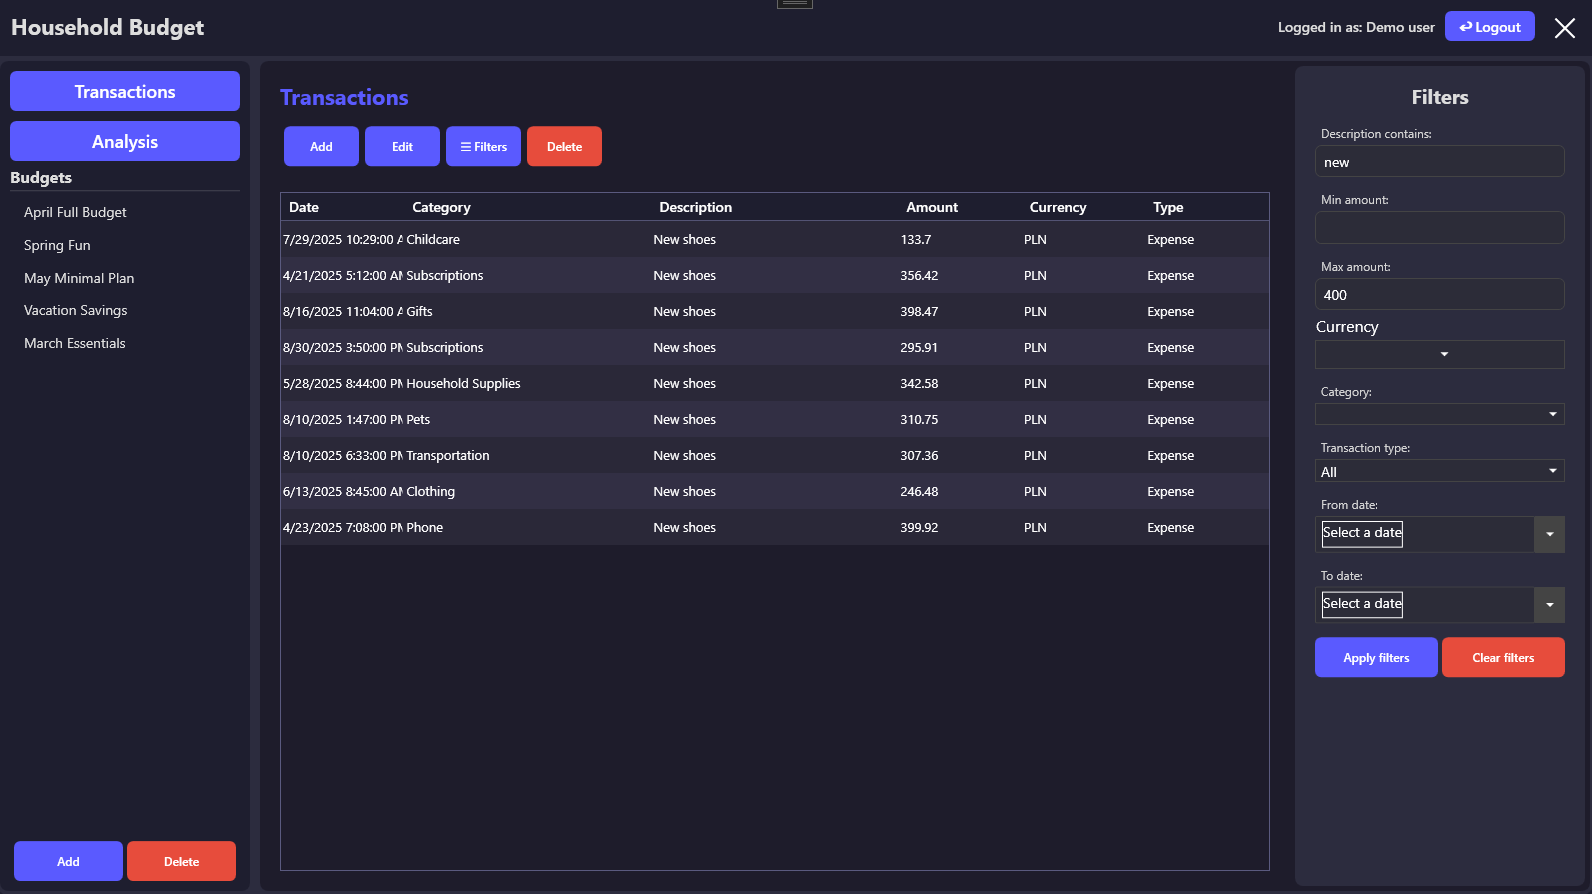 Household Budget
Logged in as: Demo user
Logout
Transactions
Analysis
Budgets
April Full Budget
Spring Fun
May Minimal Plan
Vacation Savings
March Essentials
Add
Delete
Transactions
Add
Edit
Filters
Delete
Date Category Description Amount Currency Type
7/29/2025 10:29:00 A Childcare New shoes 133.7 PLN Expense
4/21/2025 5:12:00 AM Subscriptions New shoes 356.42 PLN Expense
8/16/2025 11:04:00 A Gifts New shoes 398.47 PLN Expense
8/30/2025 3:50:00 PM Subscriptions New shoes 295.91 PLN Expense
5/28/2025 8:44:00 PM Household Supplies New shoes 342.58 PLN Expense
8/10/2025 1:47:00 PM Pets New shoes 310.75 PLN Expense
8/10/2025 6:33:00 PM Transportation New shoes 307.36 PLN Expense
6/13/2025 8:45:00 AM Clothing New shoes 246.48 PLN Expense
4/23/2025 7:08:00 PM Phone New shoes 399.92 PLN Expense
Filters
Description contains:
new
Min amount:
Max amount:
400
Currency
Category:
Transaction type:
All
From date:
Select a date
To date:
Select a date
Apply filters
Clear filters